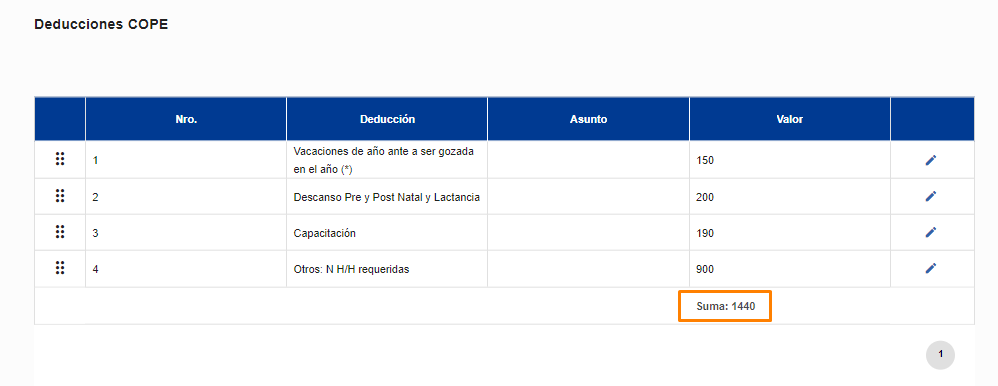 Deducciones COPE
Nro. Deducción Asunto Valor
1 Vacaciones de año ante a ser gozada en el año (*) 150
2 Descanso Pre y Post Natal y Lactancia 200
3 Capacitación 190
4 Otros: N H/H requeridas 900
Suma: 1440
1